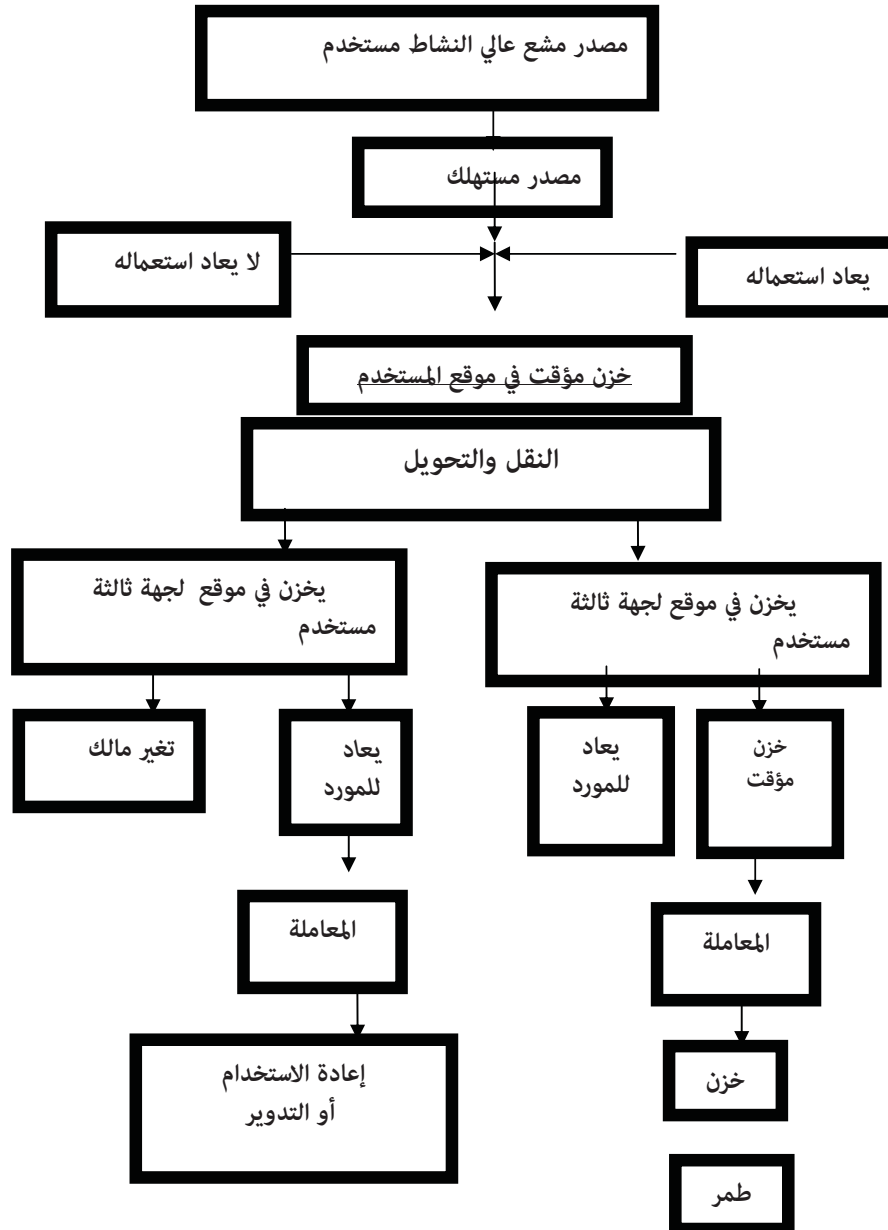 مصدر مشع عالي النشاط مستخدم
مصدر مستهلك
يعاد استعماله
لا يعاد استعماله
خزن مؤقت في موقع المستخدم
النقل والتحويل
يخزن في موقع لجهة ثالثة
مستخدم
يخزن في موقع لجهة ثالثة
مستخدم
خزن
مؤقت
يعاد
للمورد
يعاد
للمورد
تغير مالك
المعاملة
المعاملة
خزن
إعادة الاستخدام
أو التدوير
طمر